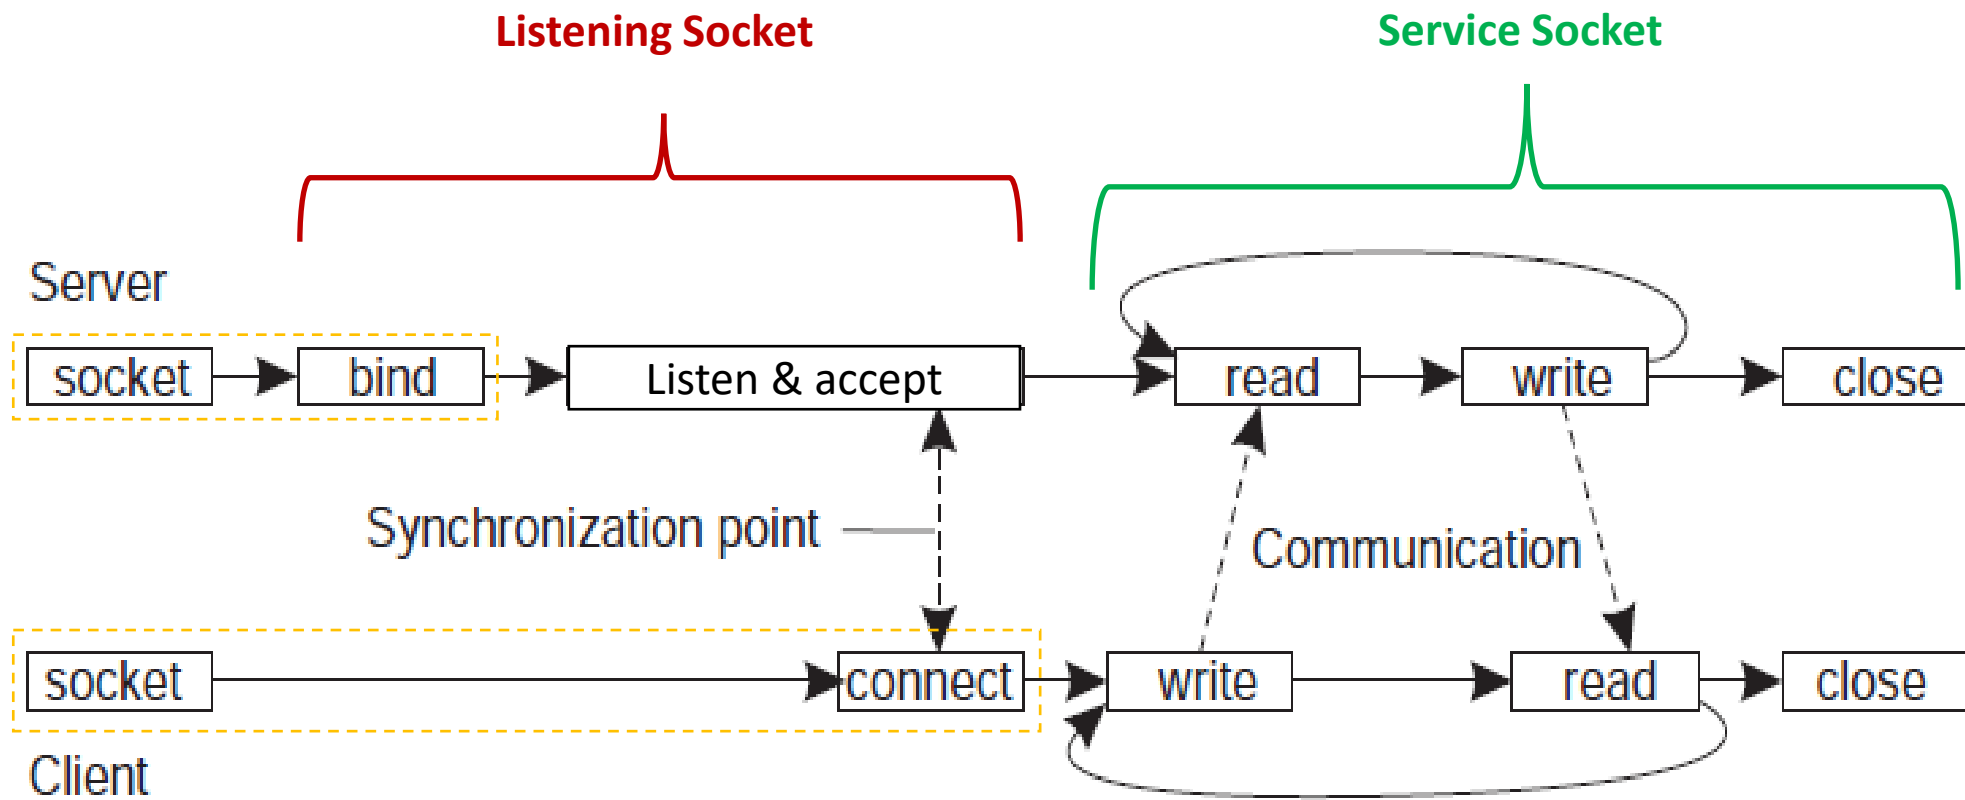 Listening Socket
Service Socket
Server
socket
bind
Listen & accept
read
write
close
Synchronization point
Communication
socket
connect
write
read
close
Client